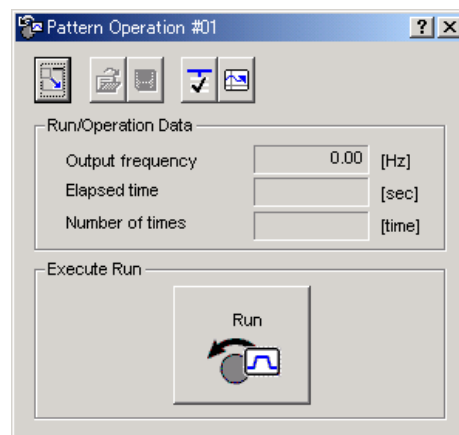 Pattern Operation #01
Run/Operation Data
Output frequency 0.00 [Hz]
Elapsed time [sec]
Number of times [time]
Execute Run
Run